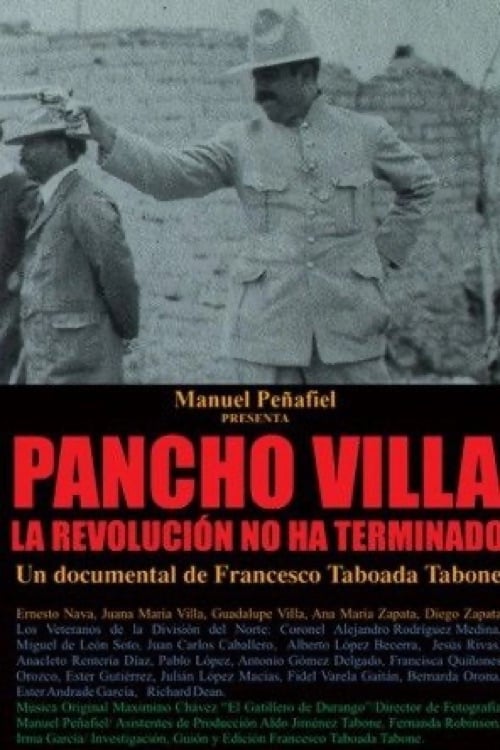 Manuel Peñafiel
PRESENTA
PANCHO VILLA
LA REVOLUCIÓN NO HA TERMINADO
Un documental de Francesco Taboada Tabone
Ernesto Nava, Juana Maria Villa, Guadalupe Villa, Ana Maria Zapata, Diego Zapata
Los Veteranos de la División del Norte: Coronel Alejandro Rodríguez Medina
Miguel de León Soto, Juan Carlos Caballero, Alberto López Becerra, Jesús Rivas,
Anacleto Rentería Díaz, Pablo López, Antonio Gómez Delgado, Francisca Quiñone
Orozco, Ester Gutiérrez, Julián López Macías, Fidel Varela Gaitán, Bernarda Orona,
Ester Andrade García, Richard Dean.
Musica Original Maximino Chávez "El Gatillero de Durango" Director de Fotografía
Manuel Peñafiel/ Asistentes de Producción Aldo Jiménez Tabone, Fernanda Robinson
Irma García/ Investigación, Guión y Edición Francesco Taboada Tabone.